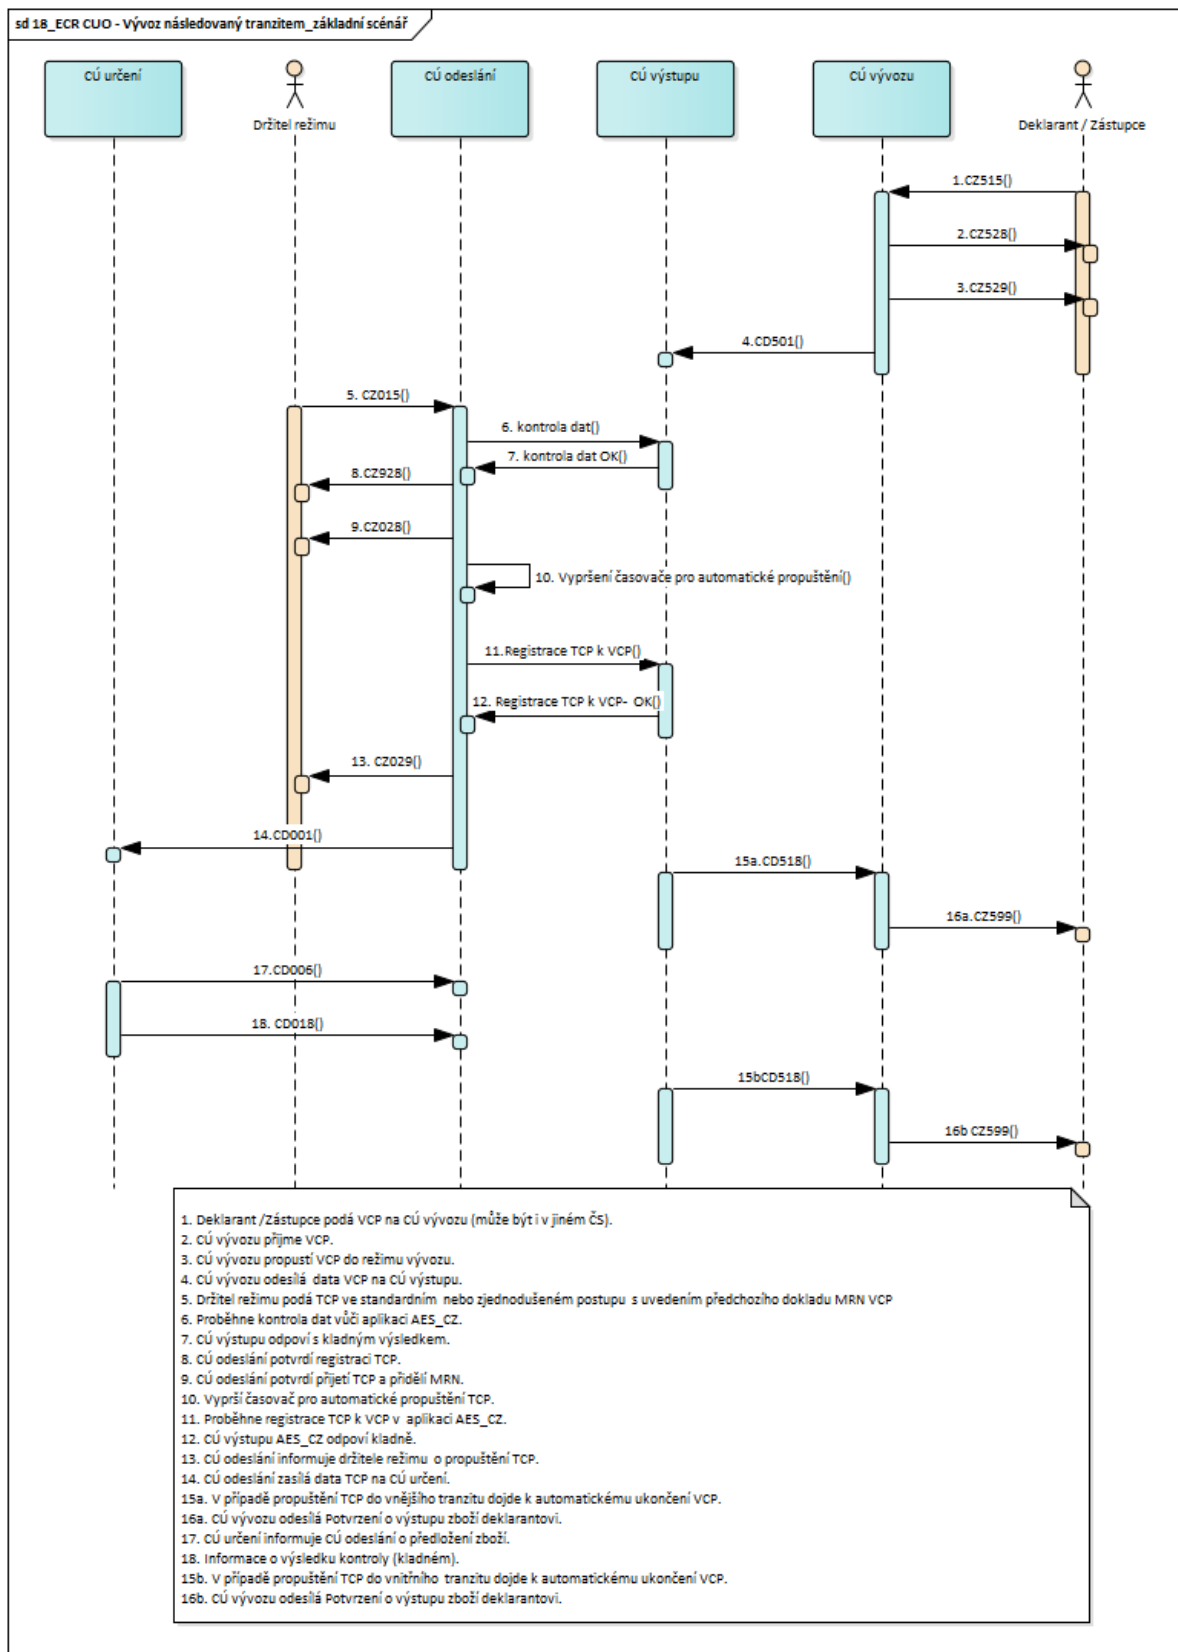 sd 18_ECR CUO - Vývoz následovaný tranzitem_základní scénář
CÚ určení
Držitel režimu
CÚ odeslání
CÚ výstupu
CÚ vývozu
Deklarant / Zástupce
1.CZ515()
2.CZ528()
3.CZ529()
4.CD501()
5. CZ015()
6. kontrola dat()
7. kontrola dat OK()
8.CZ928()
9.CZ028()
10. Vypršení časovače pro automatické propuštění()
11.Registrace TCP k VCP()
12. Registrace TCP k VCP- OK()
13. CZ029()
14.CD001()
15a.CD518()
16a.CZ599()
17.CD006()
18. CD018()
15bCD518()
16b CZ599()
1. Deklarant /Zástupce podá VCP na CÚ vývozu (může být i v jiném ČS).
2. CÚ vývozu přijme VCP.
3. CÚ vývozu propustí VCP do režimu vývozu.
4. CÚ vývozu odesílá data VCP na CÚ výstupu.
5. Držitel režimu podá TCP ve standardním nebo zjednodušeném postupu s uvedením předchozího dokladu MRN VCP
6. Proběhne kontrola dat vůči aplikaci AES_CZ.
7. CÚ výstupu odpoví s kladným výsledkem.
8. CÚ odeslání potvrdí registraci TCP.
9. CÚ odeslání potvrdí přijetí TCP a přidělí MRN.
10. Vyprší časovač pro automatické propuštění TCP.
11. Proběhne registrace TCP k VCP v aplikaci AES_CZ.
12. CÚ výstupu AES_CZ odpoví kladně.
13. CÚ odeslání informuje držitele režimu o propuštění TCP.
14. CÚ odeslání zasílá data TCP na CÚ určení.
15a. V případě propuštění TCP do vnějšího tranzitu dojde k automatickému ukončení VCP.
16a. CÚ vývozu odesílá Potvrzení o výstupu zboží deklarantovi.
17. CÚ určení informuje CÚ odeslání o předložení zboží.
18. Informace o výsledku kontroly (kladném).
15b. V případě propuštění TCP do vnitřního tranzitu dojde k automatickému ukončení VCP.
16b. CÚ vývozu odesílá Potvrzení o výstupu zboží deklarantovi.